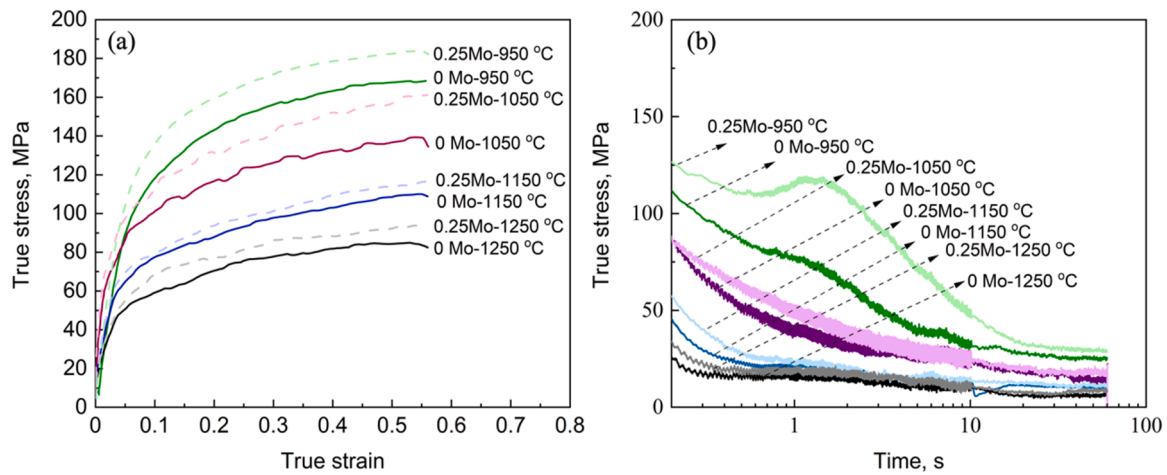 (a)
True stress, MPa
200
180
160
140
120
100
80
60
40
20
0
0.25Mo-950 °C
0 Mo-950 °C
0.25Mo-1050 °C
0 Mo-1050 °C
0.25Mo-1150 °C
0 Mo-1150 °C
0.25Mo-1250 °C
0 Mo-1250 °C
0 0.1 0.2 0.3 0.4 0.5 0.6 0.7 0.8
True strain
(b)
True stress, MPa
200
150
100
50
0
0.25Mo-950 °C
0 Mo-950 °C
0.25Mo-1050 °C
0 Mo-1050 °C
0.25Mo-1150 °C
0 Mo-1150 °C
0.25Mo-1250 °C
0 Mo-1250 °C
1 10 100
Time, s